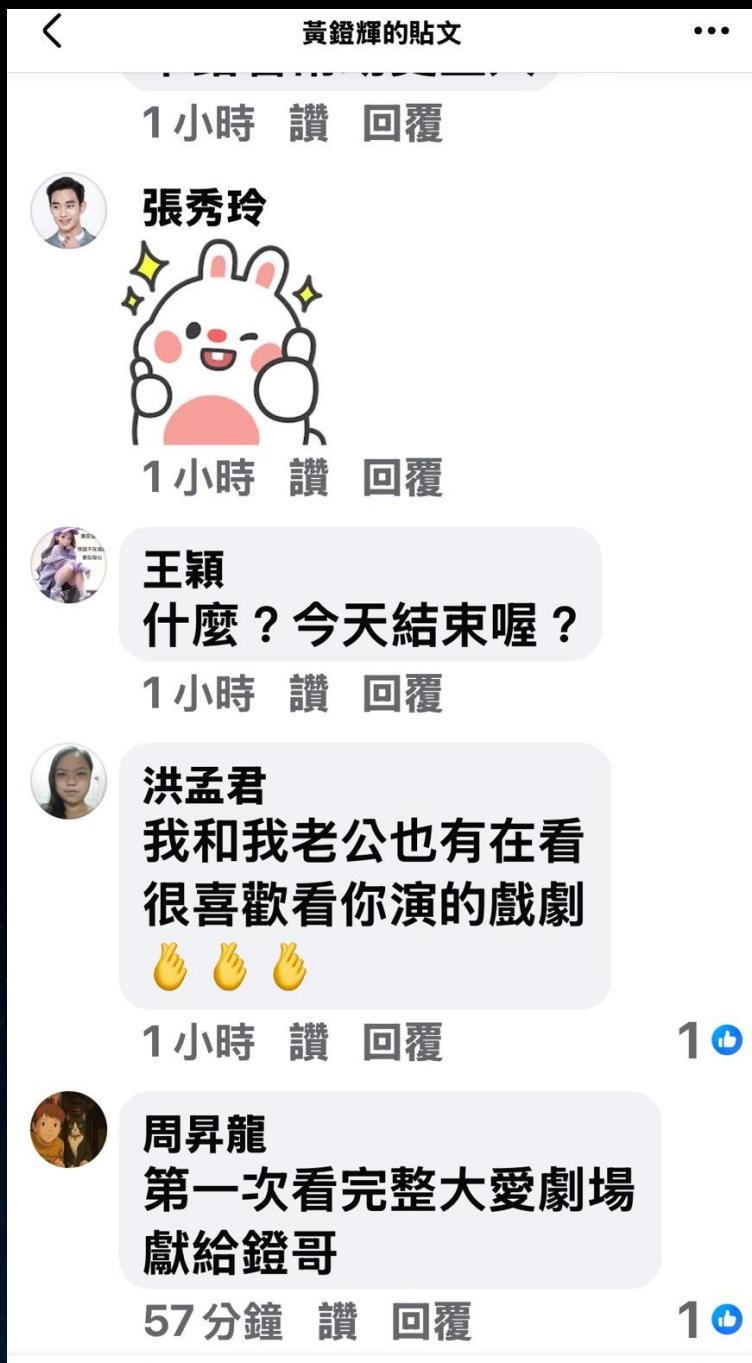 黃鐙輝的貼文
1小時 讚 回覆
張秀玲
1小時 讚 回覆
王穎
什麼?今天結束喔?
1小時 讚 回覆
洪孟君
我和我老公也有在看
很喜歡看你演的戲劇
🫰🫰🫰
1小時 讚 回覆 1
周昇龍
第一次看完整大愛劇場
獻給鐙哥
57分鐘 讚 回覆 1